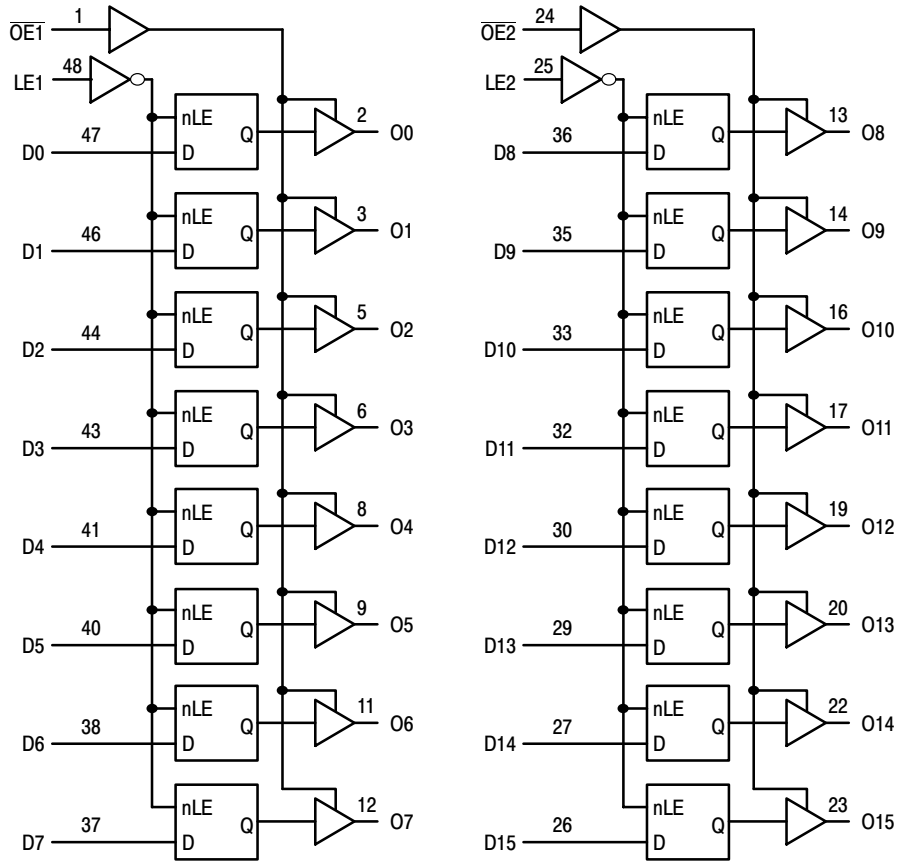 1
O̅E̅1̅
48
LE1
nLE
2
47
Q
O0
D0
D
nLE
3
46
Q
O1
D1
D
nLE
5
44
Q
O2
D2
D
nLE
6
43
Q
O3
D3
D
nLE
8
41
Q
O4
D4
D
nLE
9
40
Q
O5
D5
D
nLE
11
38
Q
O6
D6
D
nLE
12
37
Q
O7
D7
D
24
O̅E̅2̅
25
LE2
nLE
13
36
Q
O8
D8
D
nLE
14
35
Q
O9
D9
D
nLE
16
33
Q
O10
D10
D
nLE
17
32
Q
O11
D11
D
nLE
19
30
Q
O12
D12
D
nLE
20
29
Q
O13
D13
D
nLE
22
27
Q
O14
D14
D
nLE
23
26
Q
O15
D15
D